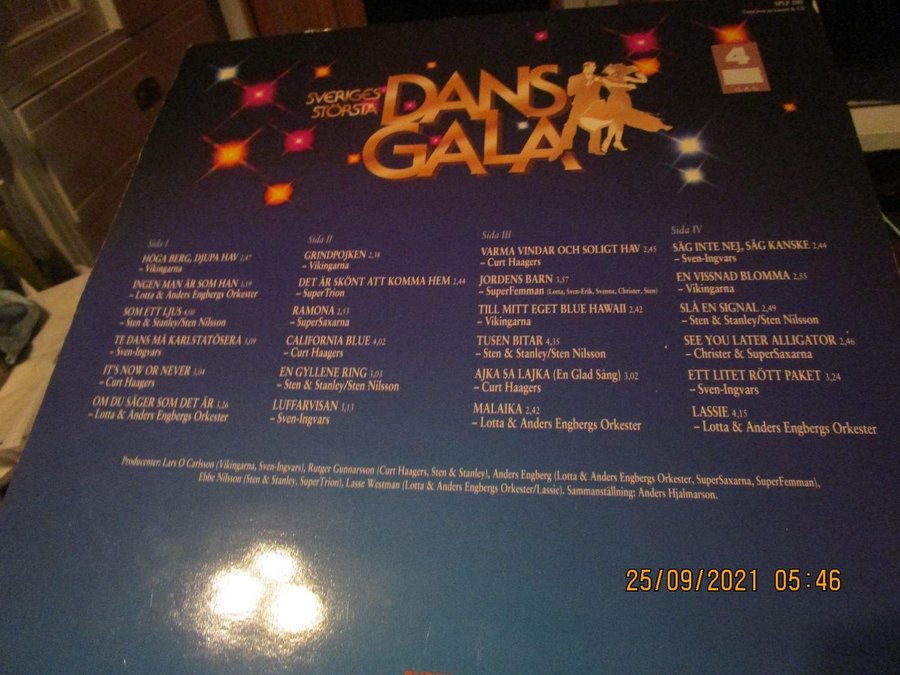 SVERIGES
STÖRSTA
DANS
GALA
4
Sida I
HÖGA BERG, DJUPA HAV 2,47
– Vikingarna
INGEN MAN ÄR SOM HAN 3,19
– Lotta & Anders Engbergs Orkester
SOM ETT LJUS 4,10
– Sten & Stanley/Sten Nilsson
TE DANS MÄ KARLSTATÖSERA 3,09
– Sven-Ingvars
IT'S NOW OR NEVER 3,04
– Curt Haagers
OM DU SÄGER SOM DET ÄR 3,26
– Lotta & Anders Engbergs Orkester
Sida II
GRINDPOJKEN 2,38
– Vikingarna
DET ÄR SKÖNT ATT KOMMA HEM 2,44
– SuperTrion
RAMONA 2,53
– SuperSaxarna
CALIFORNIA BLUE 4,02
– Curt Haagers
EN GYLLENE RING 3,03
– Sten & Stanley/Sten Nilsson
LUFFARVISAN 3,13
– Sven-Ingvars
Sida III
VARMA VINDAR OCH SOLIGT HAV 2,45
– Curt Haagers
JORDENS BARN 3,57
– SuperFemman (Lotta, Sven-Erik, Svenna, Christer, Sten)
TILL MITT EGET BLUE HAWAII 2,42
– Vikingarna
TUSEN BITAR 4,35
– Sten & Stanley/Sten Nilsson
AJKA SA LAJKA (En Glad Sång) 3,02
– Curt Haagers
MALAIKA 2,42
– Lotta & Anders Engbergs Orkester
Sida IV
SÄG INTE NEJ, SÄG KANSKE 2,44
– Sven-Ingvars
EN VISSNAD BLOMMA 2,55
– Vikingarna
SLÅ EN SIGNAL 2,49
– Sten & Stanley/Sten Nilsson
SEE YOU LATER ALLIGATOR 2,46
– Christer & SuperSaxarna
ETT LITET RÖTT PAKET 3,24
– Sven-Ingvars
LASSIE 4,15
– Lotta & Anders Engbergs Orkester
Producenter: Lars O Carlsson (Vikingarna, Sven-Ingvars), Rutger Gunnarsson (Curt Haagers, Sten & Stanley), Anders Engberg (Lotta & Anders Engbergs Orkester, SuperSaxarna, SuperFemman),
Ebbe Nilsson (Sten & Stanley, SuperTrion), Lasse Westman (Lotta & Anders Engbergs Orkester/Lassie). Sammanställning: Anders Hjalmarson.
25/09/2021 05:46